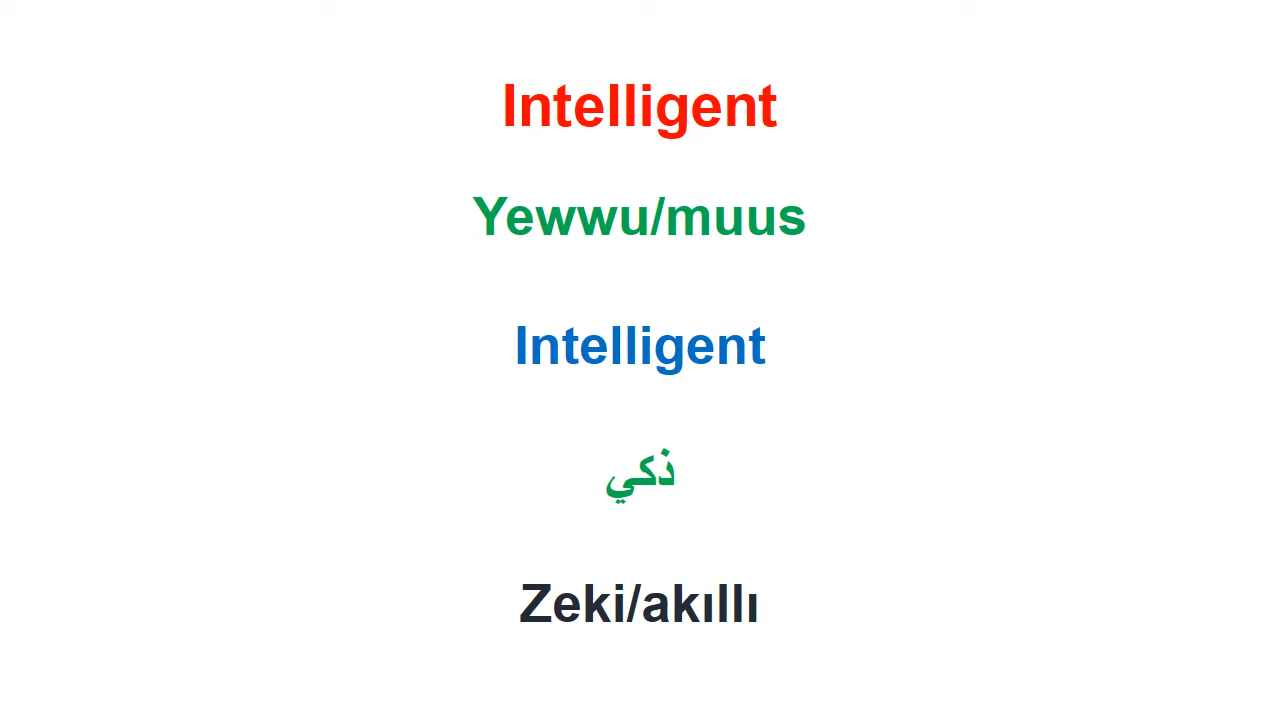 Intelligent
Yewwu/muus
Intelligent
ذكي
Zeki/akıllı